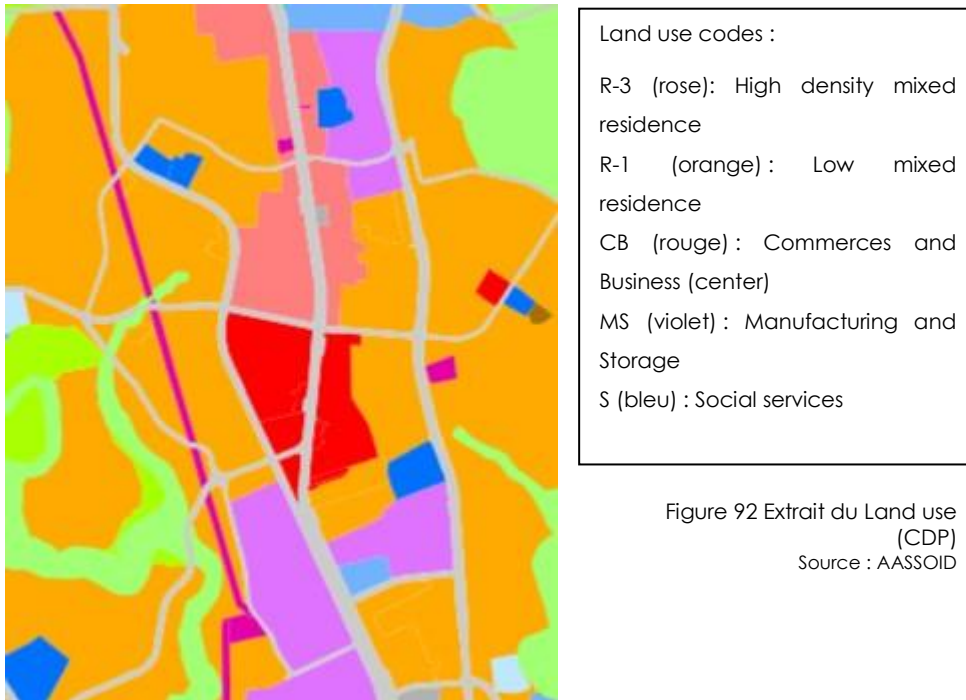 Land use codes :
R-3 (rose): High density mixed
residence
R-1 (orange) : Low mixed
residence
CB (rouge) : Commerces and
Business (center)
MS (violet) : Manufacturing and
Storage
S (bleu) : Social services
Figure 92 Extrait du Land use
(CDP)
Source : AASSOID